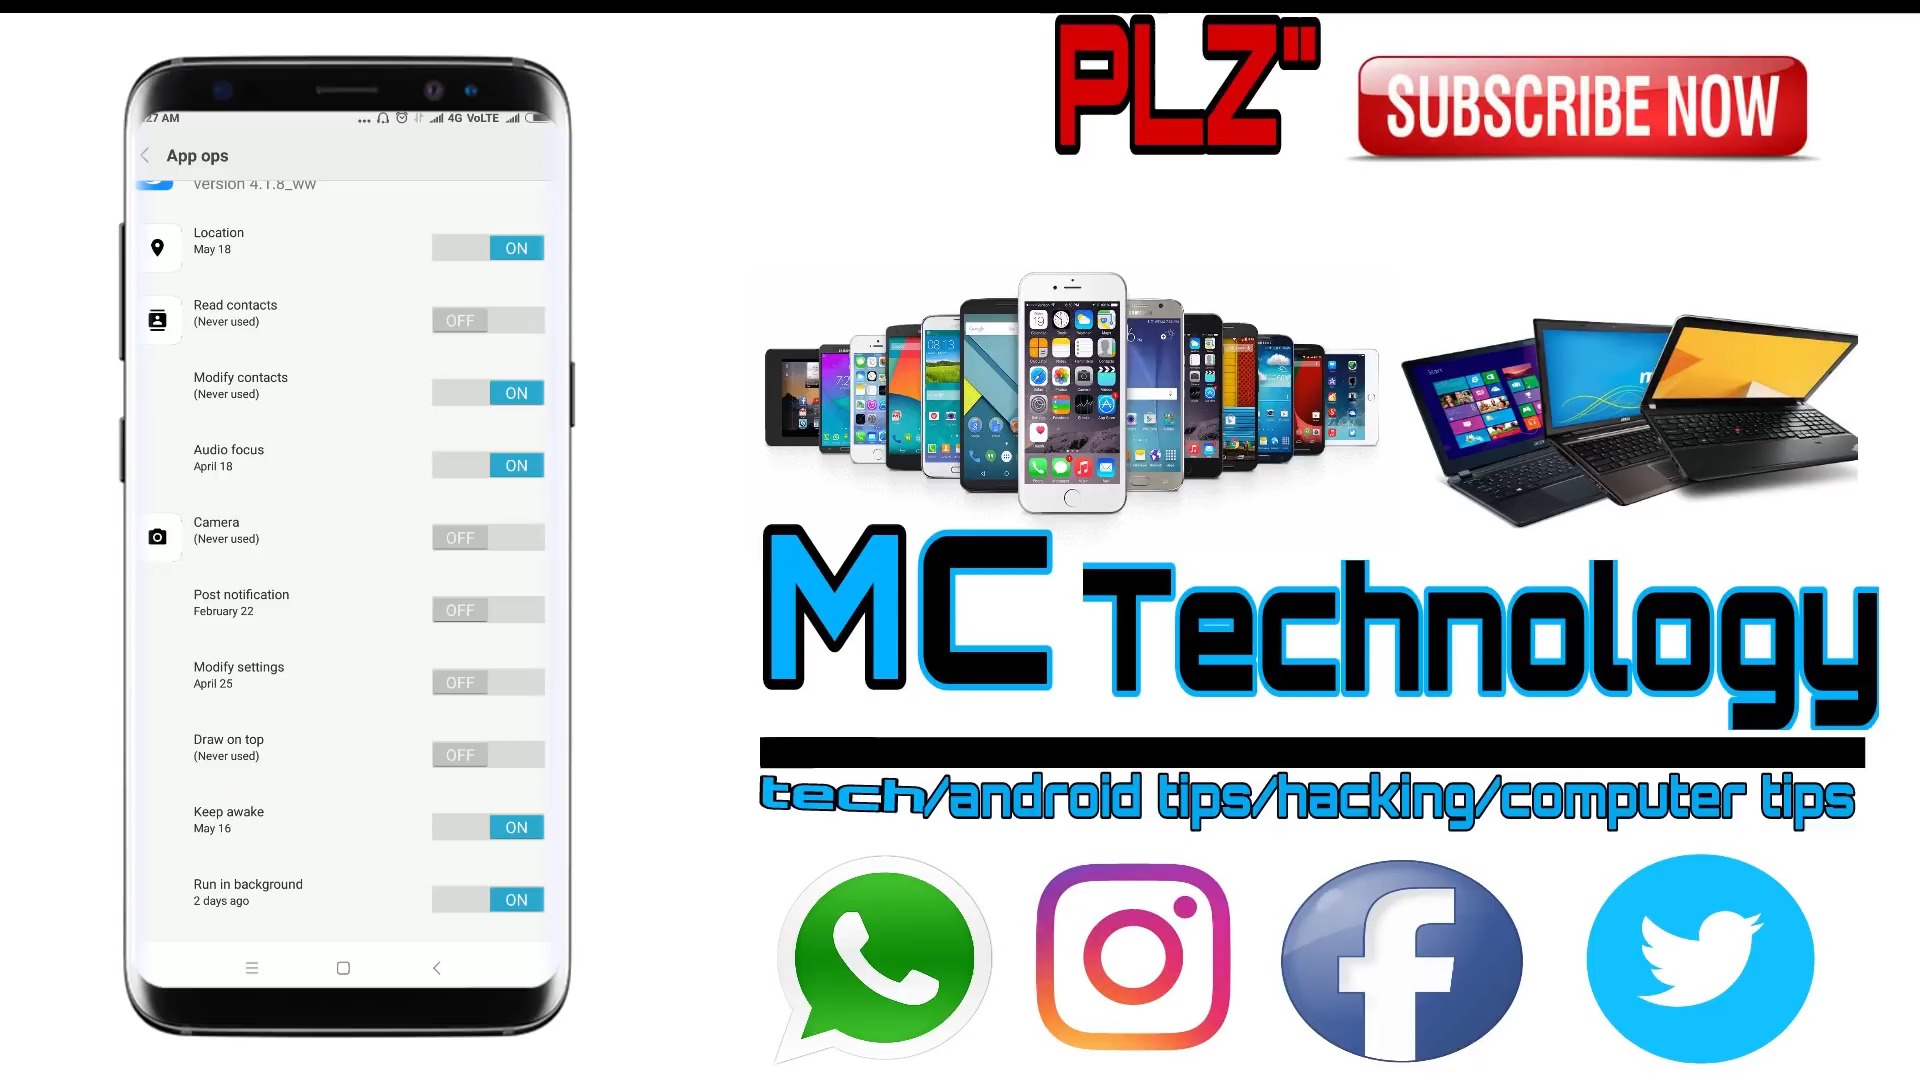 PLZ"
SUBSCRIBE NOW
:27 AM
... 4G VoLTE
App ops
version 4.1.8_ww
Location
May 18
ON
Read contacts
(Never used)
OFF
Modify contacts
(Never used)
ON
Audio focus
April 18
ON
Camera
(Never used)
OFF
Post notification
February 22
OFF
Modify settings
April 25
OFF
Draw on top
(Never used)
OFF
Keep awake
May 16
ON
Run in background
2 days ago
ON
MC Technology
tech/android tips/hacking/computer tips